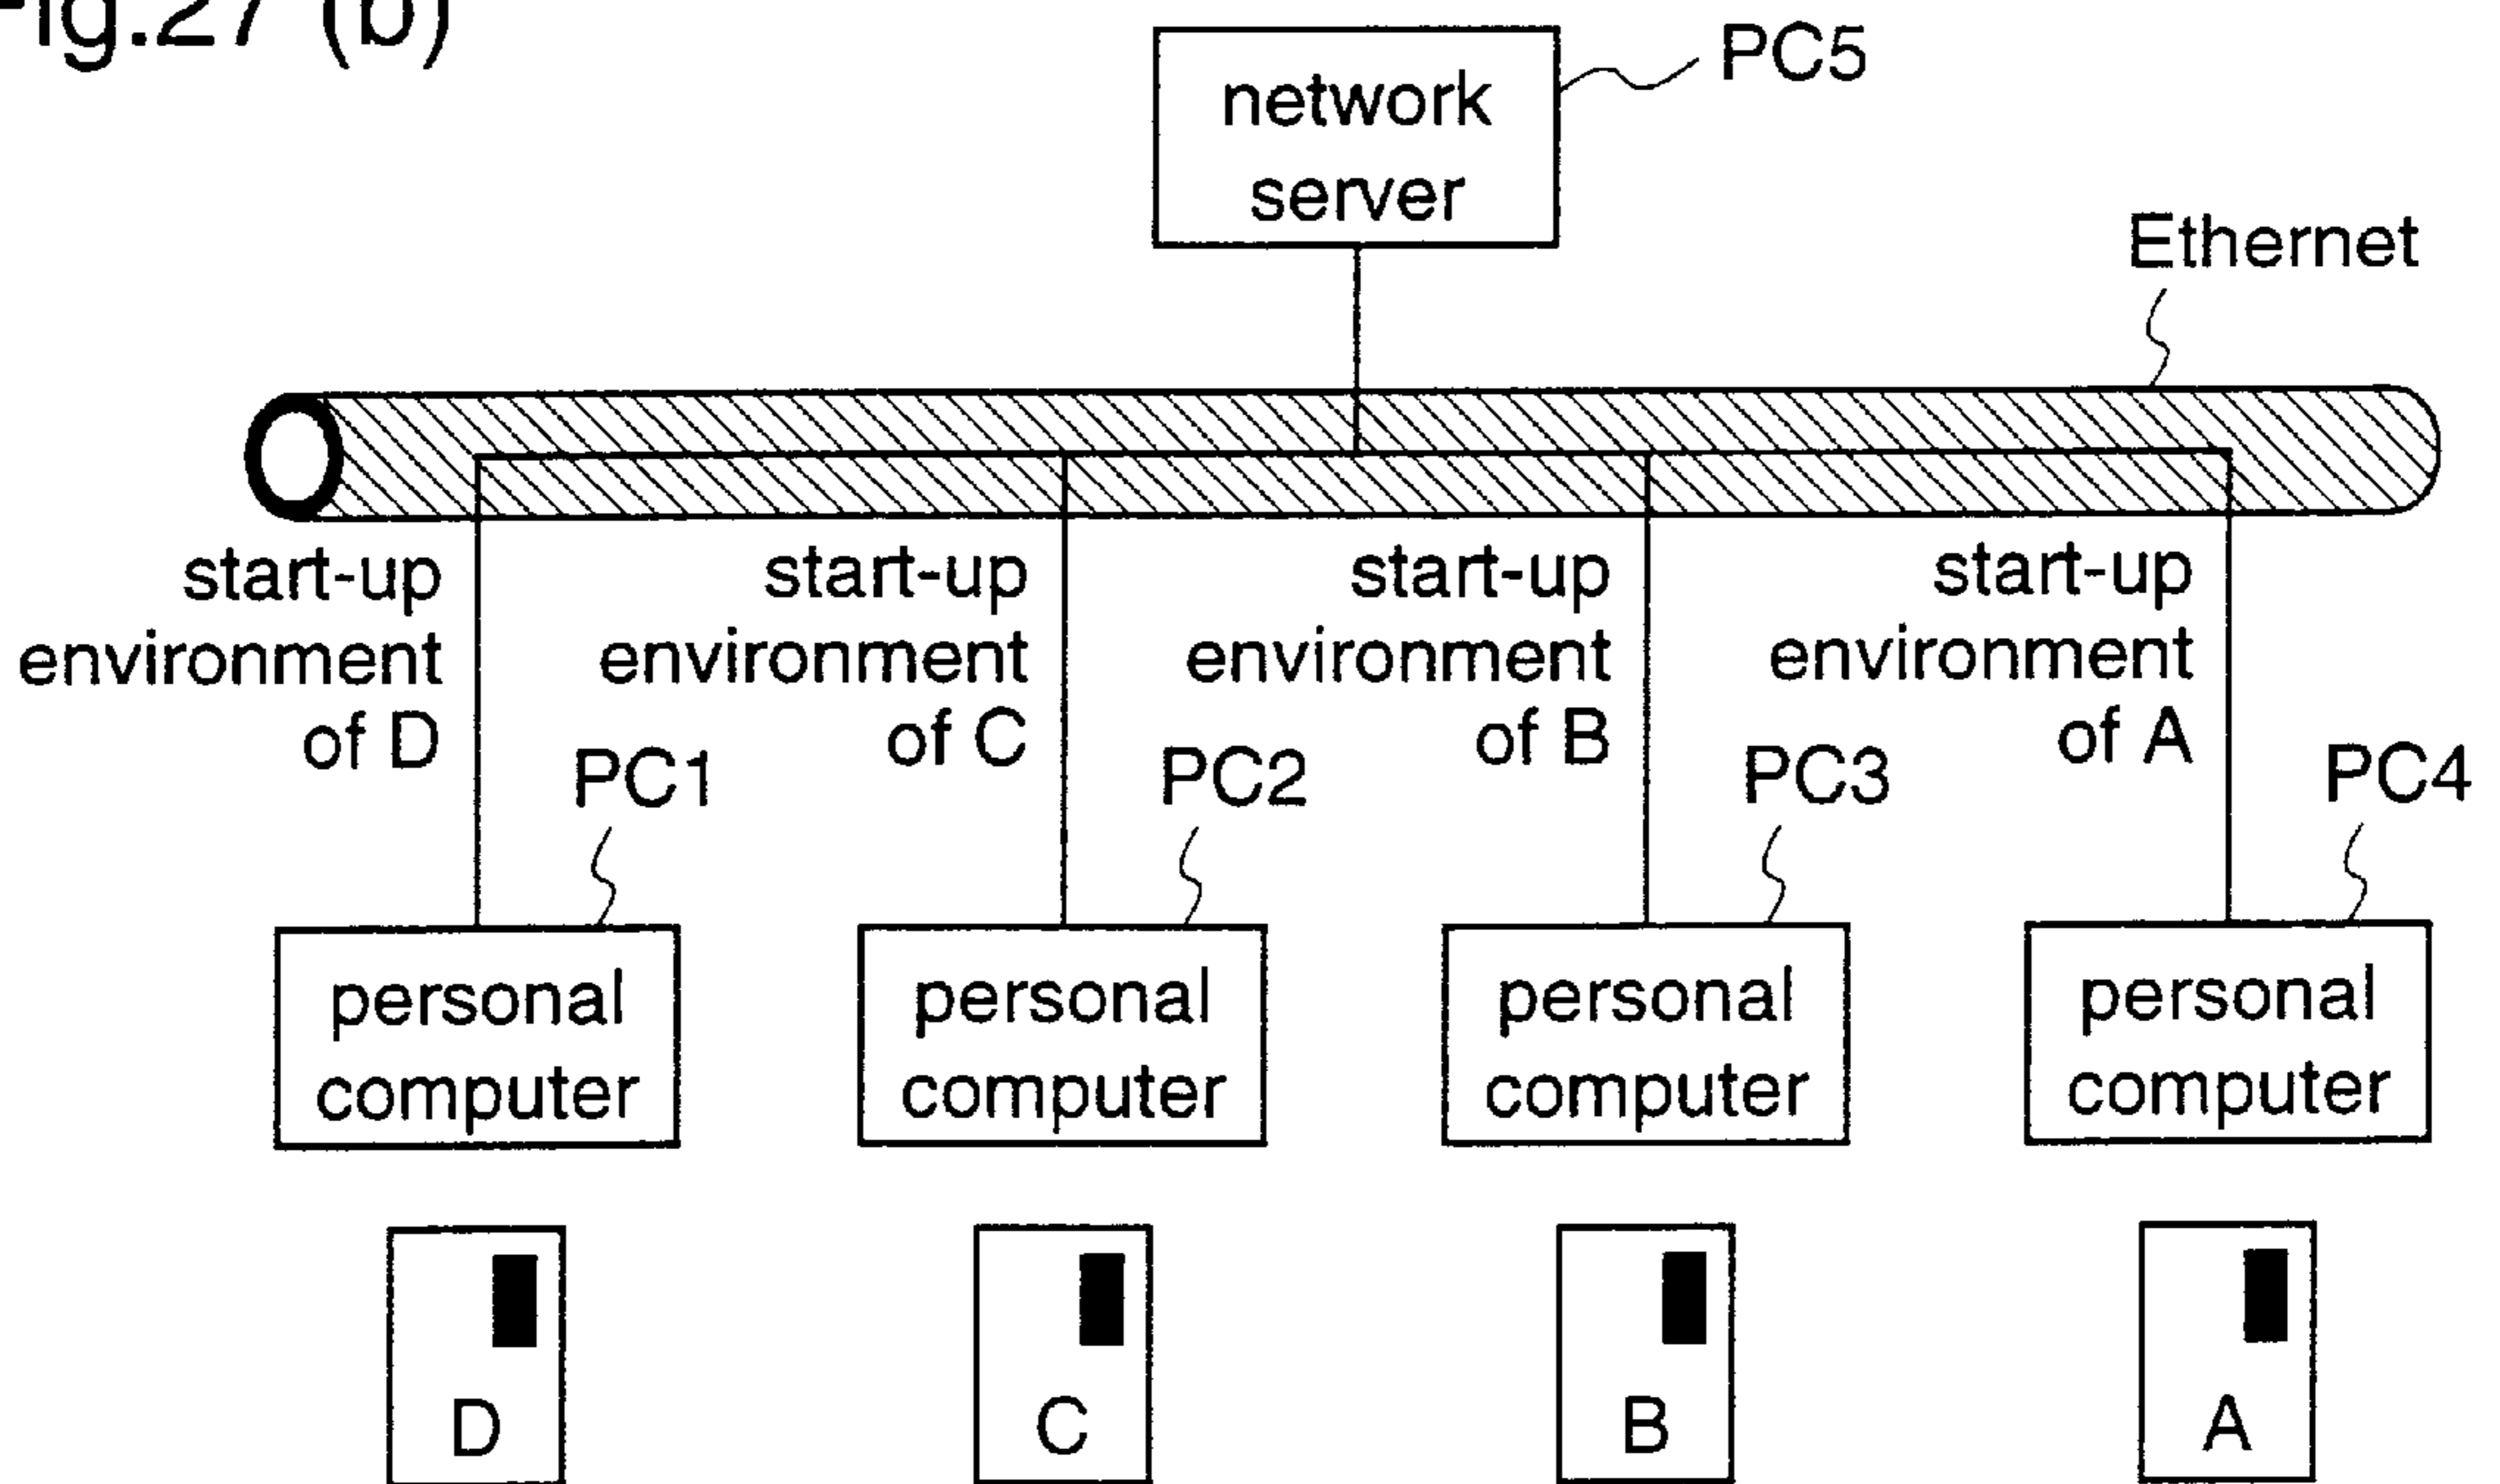 Fig.27 (b)
network
server
PC5
Ethernet
start-up
environment
of D
start-up
environment
of C
start-up
environment
of B
start-up
environment
of A
PC1
PC2
PC3
PC4
personal
computer
personal
computer
personal
computer
personal
computer
D
C
B
A